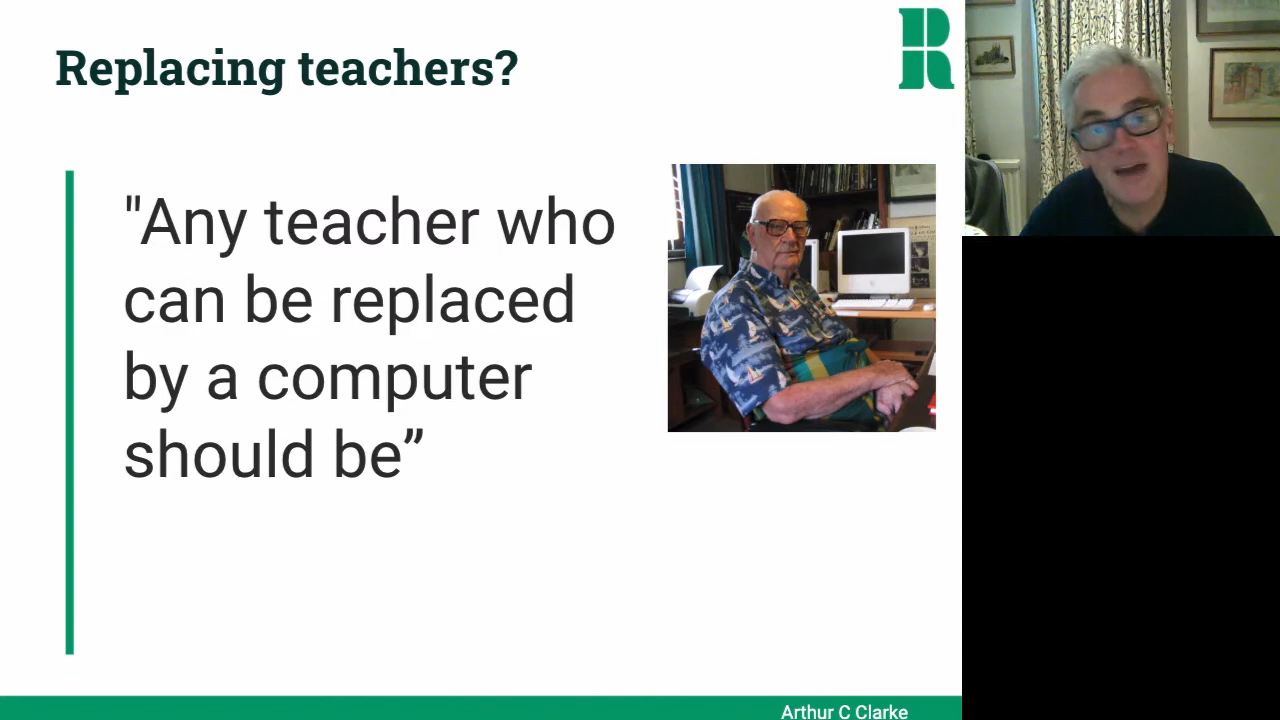 Replacing teachers?
R
"Any teacher who
can be replaced
by a computer
should be”
Arthur C Clarke